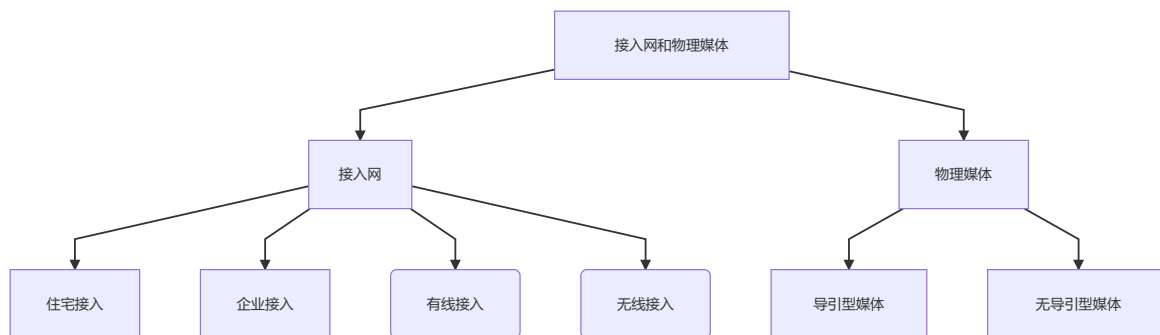 接入网和物理媒体
接入网
物理媒体
住宅接入
企业接入
有线接入
无线接入
导引型媒体
无导引型媒体